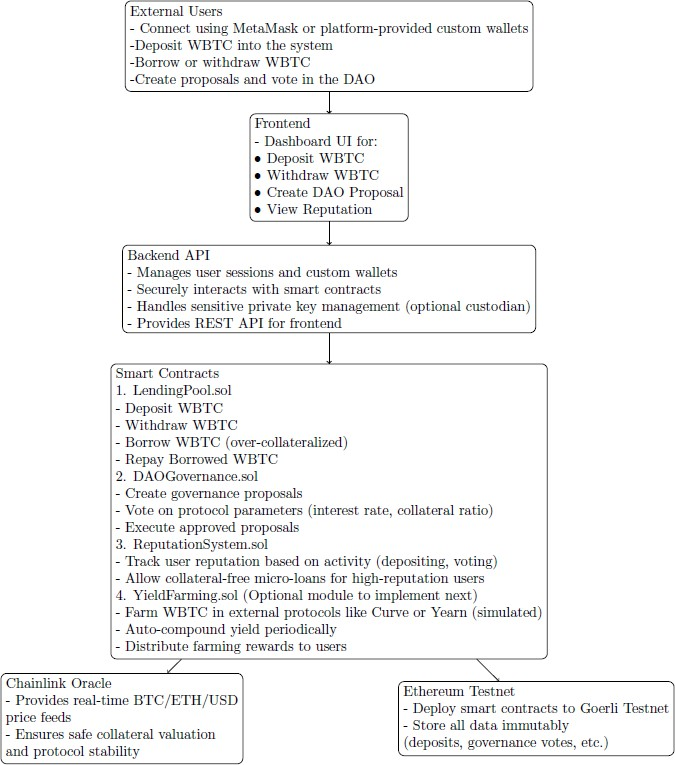 External Users
- Connect using MetaMask or platform-provided custom wallets
-Deposit WBTC into the system
-Borrow or withdraw WBTC
-Create proposals and vote in the DAO
Frontend
- Dashboard UI for:
● Deposit WBTC
● Withdraw WBTC
● Create DAO Proposal
● View Reputation
Backend API
- Manages user sessions and custom wallets
- Securely interacts with smart contracts
- Handles sensitive private key management (optional custodian)
- Provides REST API for frontend
Smart Contracts
1. LendingPool.sol
- Deposit WBTC
- Withdraw WBTC
- Borrow WBTC (over-collateralized)
- Repay Borrowed WBTC
2. DAOGovernance.sol
- Create governance proposals
- Vote on protocol parameters (interest rate, collateral ratio)
- Execute approved proposals
3. ReputationSystem.sol
- Track user reputation based on activity (depositing, voting)
- Allow collateral-free micro-loans for high-reputation users
4. YieldFarming.sol (Optional module to implement next)
- Farm WBTC in external protocols like Curve or Yearn (simulated)
- Auto-compound yield periodically
- Distribute farming rewards to users
Chainlink Oracle
- Provides real-time BTC/ETH/USD
price feeds
- Ensures safe collateral valuation
and protocol stability
Ethereum Testnet
- Deploy smart contracts to Goerli Testnet
- Store all data immutably
(deposits, governance votes, etc.)